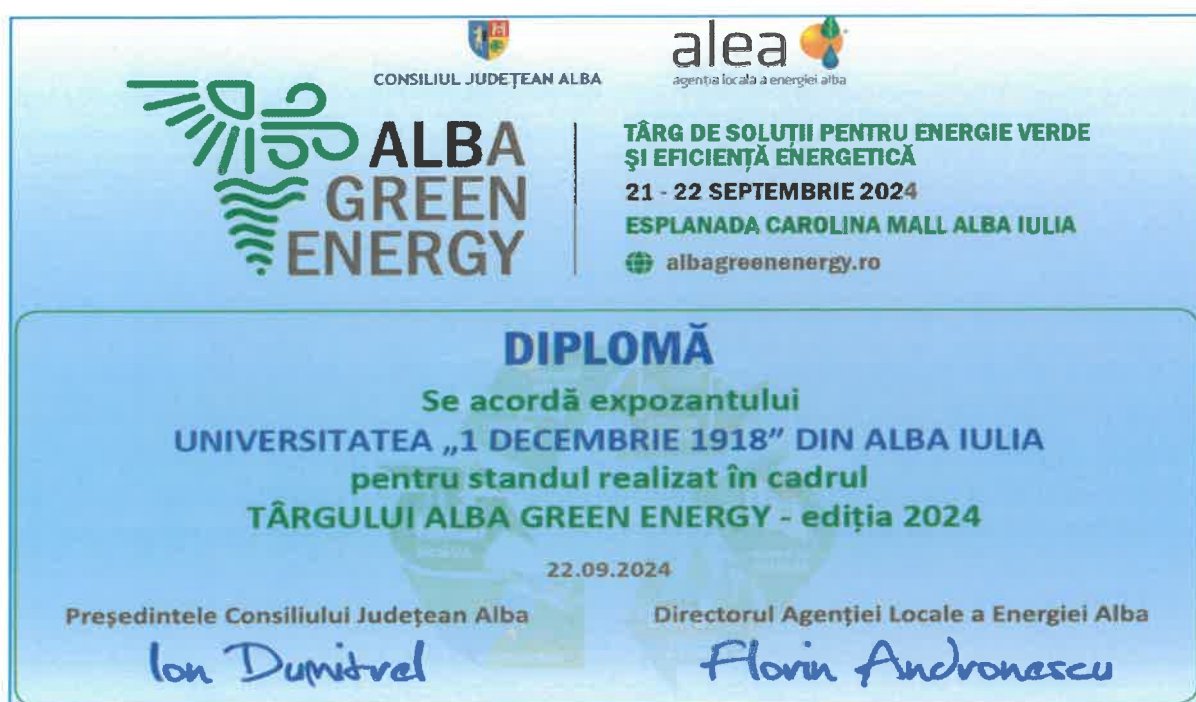 CONSILIUL JUDEȚEAN ALBA
alea
agenția locala a energiei alba
ALBA
GREEN
ENERGY
TÂRG DE SOLUȚII PENTRU ENERGIE VERDE
ȘI EFICIENȚĂ ENERGETICĂ
21 - 22 SEPTEMBRIE 2024
ESPLANADA CAROLINA MALL ALBA IULIA
albagreenenergy.ro
DIPLOMĂ
Se acordă expozantului
UNIVERSITATEA „1 DECEMBRIE 1918” DIN ALBA IULIA
pentru standul realizat în cadrul
TÂRGULUI ALBA GREEN ENERGY - ediția 2024
22.09.2024
Președintele Consiliului Județean Alba
Ion Dumitrel
Directorul Agenției Locale a Energiei Alba
Florin Andronescu